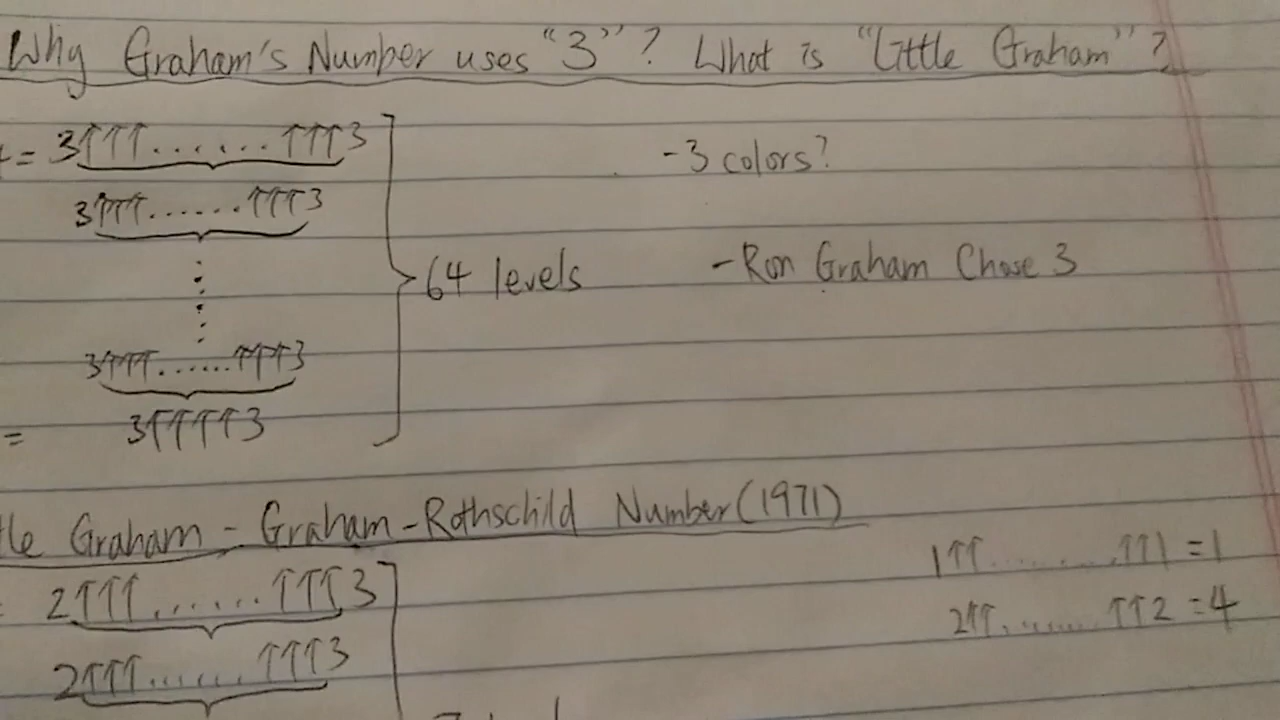 Why Graham's Number uses "3"? What is "Little Graham"?
= 3↑↑↑.......↑↑↑3
-3 colors?
3↑↑↑.......↑↑↑3
64 levels
-Ron Graham Chose 3
3↑↑↑.......↑↑↑3
= 3↑↑↑↑3
tle Graham - Graham-Rothschild Number (1971)
1↑↑..........↑↑1 = 1
2↑↑↑.......↑↑↑3
2↑↑.........↑↑2 = 4
2↑↑↑.......↑↑↑3